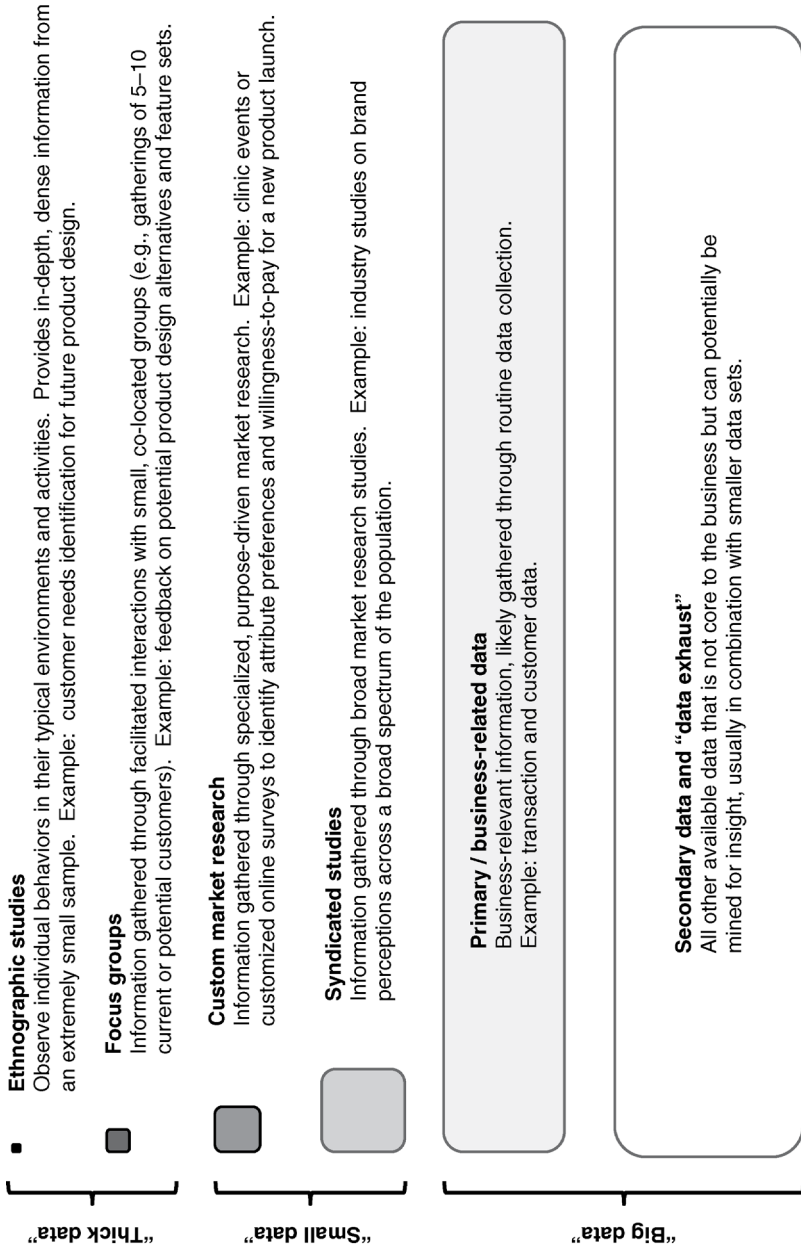 “Thick data”
Ethnographic studies
Observe individual behaviors in their typical environments and activities. Provides in-depth, dense information from
an extremely small sample. Example: customer needs identification for future product design.
Focus groups
Information gathered through facilitated interactions with small, co-located groups (e.g., gatherings of 5–10
current or potential customers). Example: feedback on potential product design alternatives and feature sets.
“Small data”
Custom market research
Information gathered through specialized, purpose-driven market research. Example: clinic events or
customized online surveys to identify attribute preferences and willingness-to-pay for a new product launch.
Syndicated studies
Information gathered through broad market research studies. Example: industry studies on brand
perceptions across a broad spectrum of the population.
“Big data”
Primary / business-related data
Business-relevant information, likely gathered through routine data collection.
Example: transaction and customer data.
Secondary data and “data exhaust”
All other available data that is not core to the business but can potentially be
mined for insight, usually in combination with smaller data sets.